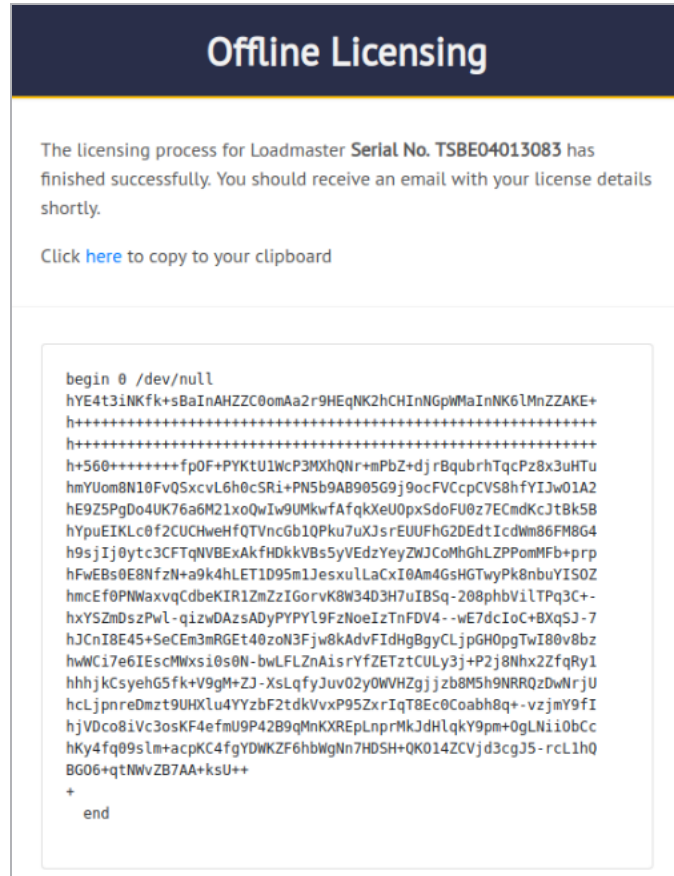 Offline Licensing
The licensing process for Loadmaster Serial No. TSBE04013083 has
finished successfully. You should receive an email with your license details
shortly.
Click here to copy to your clipboard
begin 0 /dev/null
hYE4t3iNKfk+sBaInAHZZC0omAa2r9HEqNK2hCHInNGpWMaInNK6lMnZZAKE+
h++++++++++++++++++++++++++++++++++++++++++++++++++++++++++++
h++++++++++++++++++++++++++++++++++++++++++++++++++++++++++++
h+560++++++++fpOF+PYKtU1WcP3MXhQNr+mPbZ+djrBqubrhTqcPz8x3uHTu
hmYUom8N10FvQSxcvL6h0cSRi+PN5b9AB905G9j9ocFVCcpCVS8hfYIJwO1A2
hE9Z5PgDo4UK76a6M21xoQwIw9UMkwfAfqkXeUOpxSdoFU0z7ECmdKcJtBk5B
hYpuEIKLc0f2CUCHweHfQTVncGb1QPku7uXJsrEUUFhG2DEdtIcdWm86FM8G4
h9sjIj0ytc3CFTqNVBExAkfHDkkVBs5yVEdzYeyZWJCoMhGhLZPPomMFb+prp
hFwEBs0E8NfzN+a9k4hLET1D95m1JesxulLaCxI0Am4GsHGTwyPk8nbuYISOZ
hmcEf0PNWaxvqCdbeKIR1ZmZzIGorvK8W34D3H7uIBSq-208phbVilTPq3C+-
hxYSZmDszPwl-qizwDAzsADyPYPYl9FzNoeIzTnFDV4--wE7dcIoC+BXqSJ-7
hJCnI8E45+SeCEm3mRGEt40zoN3Fjw8kAdvFIdHgBgyCLjpGHOpgTwI80v8bz
hwWCi7e6IEscMWxsi0s0N-bwLFLZnAisrYfZETztCULy3j+P2j8Nhx2ZfqRy1
hhhjkCsyehG5fk+V9gM+ZJ-XsLqfyJuvO2yOWVHZgjjzb8M5h9NRRQzDwNrjU
hcLjpnreDmzt9UHXlu4YYzbF2tdkVvxP95ZxrIqT8Ec0Coabh8q+-vzjmY9fI
hjVDco8iVc3osKF4efmU9P42B9qMnKXREpLnprMkJdHlqkY9pm+OgLNiiObCc
hKy4fq09slm+acpKC4fgYDWKZF6hbWgNn7HDSH+QKO14ZCVjd3cgJ5-rcL1hQ
BGO6+qtNWvZB7AA+ksU++
+
end